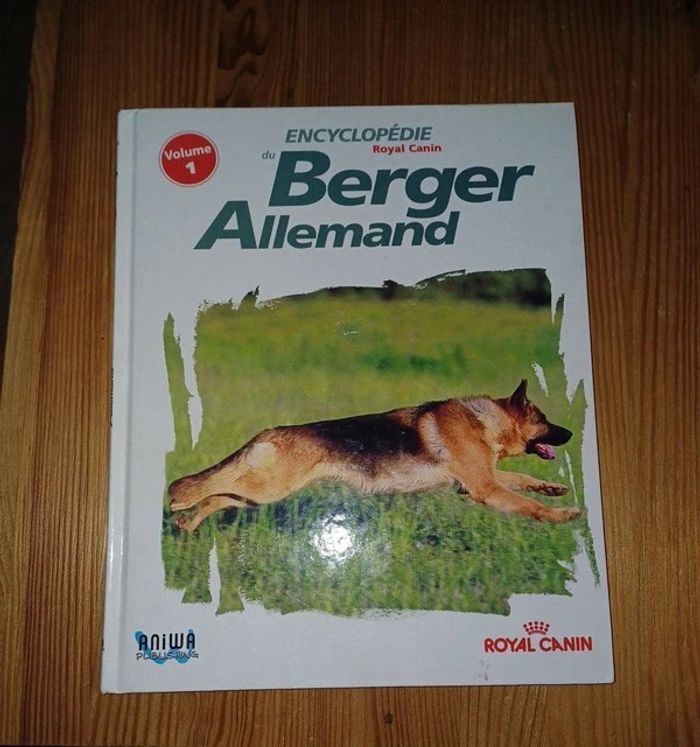 Volume
1
ENCYCLOPÉDIE
du Royal Canin
Berger
Allemand
ANIWA
PUBLISHING
ROYAL CANIN